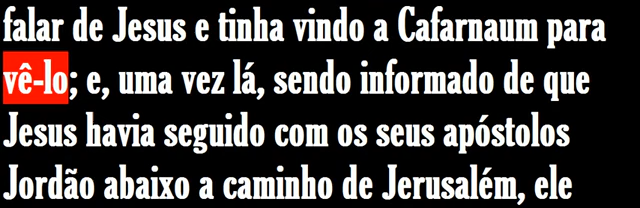 falar de Jesus e tinha vindo a Cafarnaum para
vê-lo; e, uma vez lá, sendo informado de que
Jesus havia seguido com os seus apóstolos
Jordão abaixo a caminho de Jerusalém, ele